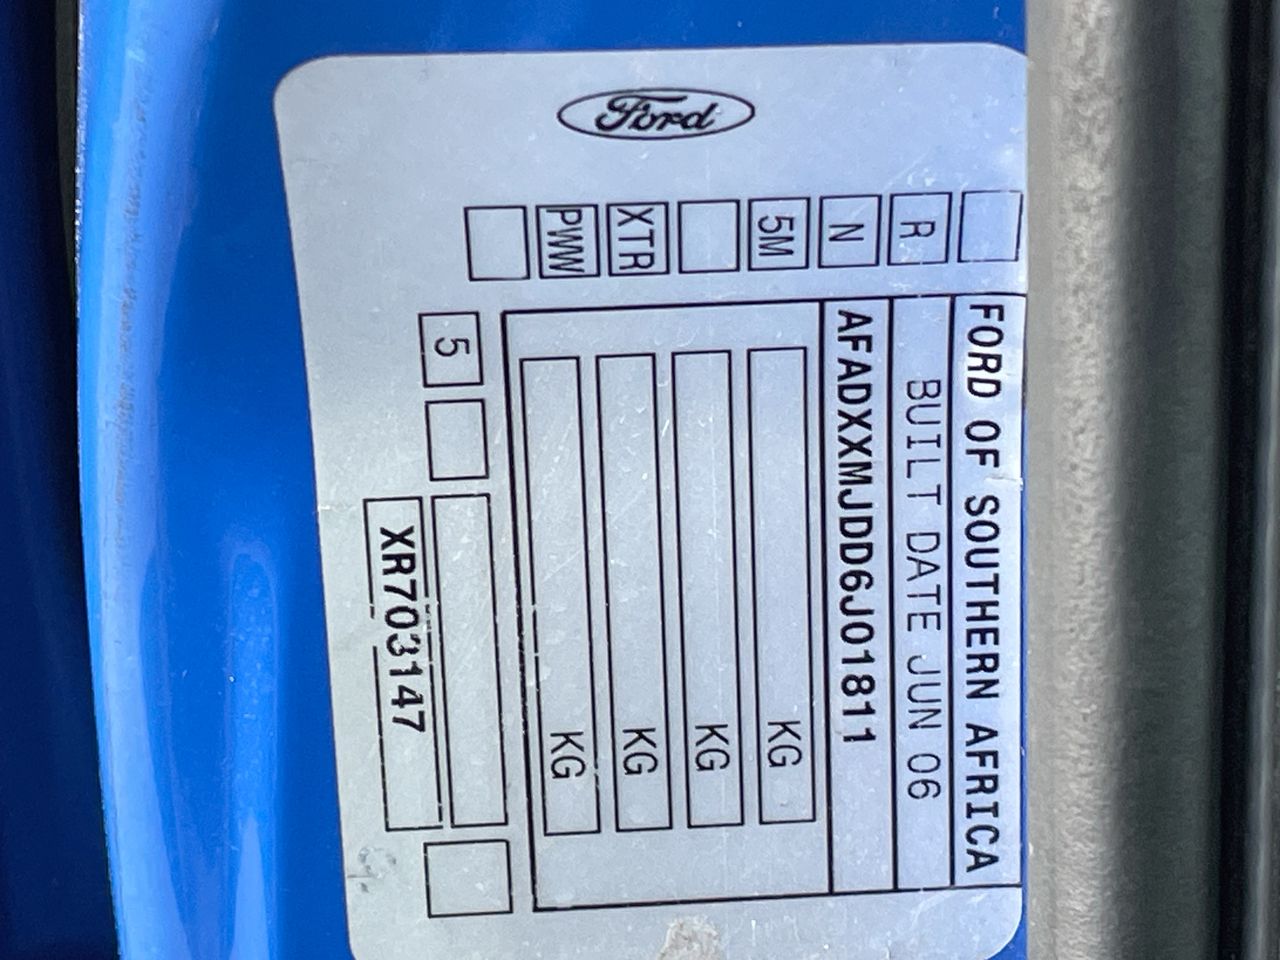 Ford
FORD OF SOUTHERN AFRICA
R
BUILT DATE JUN 06
N
AFADXXMJDD6J01811
5M
KG
KG
XTR
KG
PWW
KG
5
XR703147